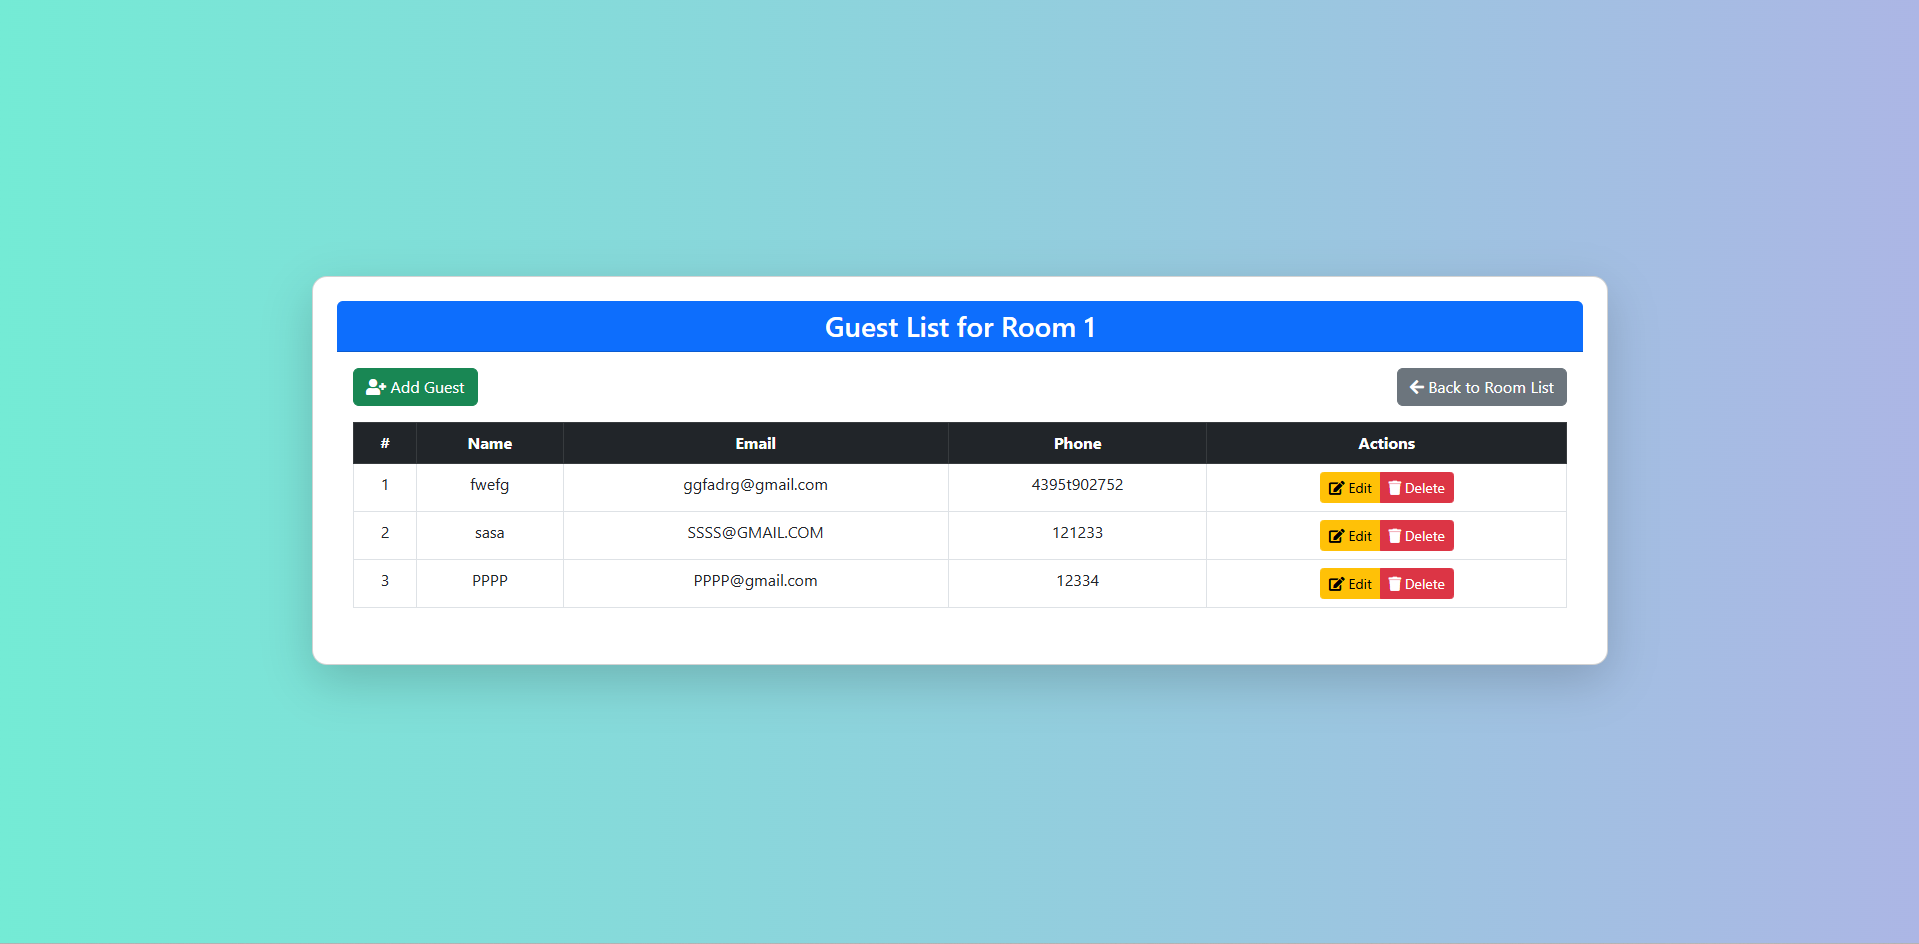 Guest List for Room 1
Add Guest Back to Room List
# Name Email Phone Actions
1 fwefg ggfadrg@gmail.com 4395t902752 Edit Delete
2 sasa SSSS@GMAIL.COM 121233 Edit Delete
3 PPPP PPPP@gmail.com 12334 Edit Delete